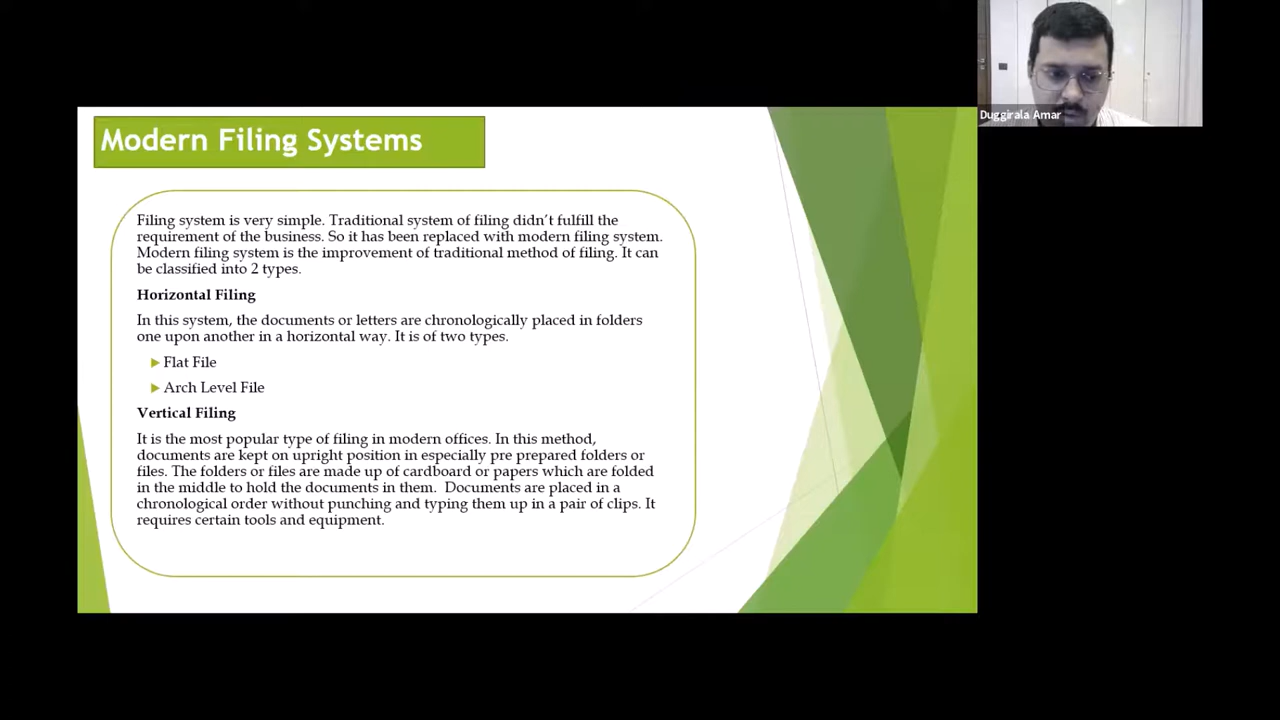 Duggirala Amar
Modern Filing Systems
Filing system is very simple. Traditional system of filing didn't fulfill the
requirement of the business. So it has been replaced with modern filing system.
Modern filing system is the improvement of traditional method of filing. It can
be classified into 2 types.
Horizontal Filing
In this system, the documents or letters are chronologically placed in folders
one upon another in a horizontal way. It is of two types.
Flat File
Arch Level File
Vertical Filing
It is the most popular type of filing in modern offices. In this method,
documents are kept on upright position in especially pre prepared folders or
files. The folders or files are made up of cardboard or papers which are folded
in the middle to hold the documents in them. Documents are placed in a
chronological order without punching and typing them up in a pair of clips. It
requires certain tools and equipment.